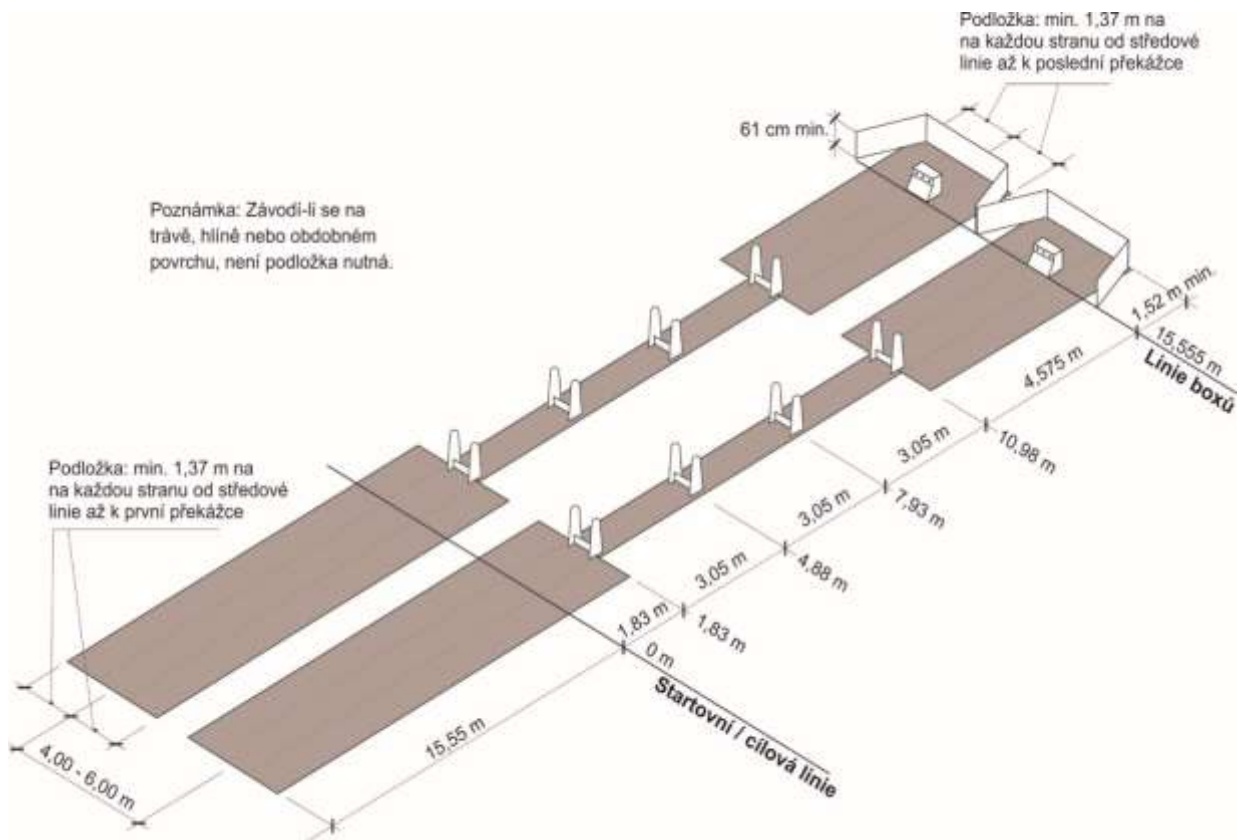 Podložka: min. 1,37 m na
na každou stranu od středové
linie až k poslední překážce
61 cm min.
Poznámka: Závodí-li se na
trávě, hlíně nebo obdobném
povrchu, není podložka nutná.
1,52 m min.
15,555 m
Línie boxů
4,575 m
10,98 m
3,05 m
7,93 m
3,05 m
4,88 m
3,05 m
1,83 m
1,83 m
0 m
Startovní / cílová línie
Podložka: min. 1,37 m na
na každou stranu od středové
linie až k první překážce
15,55 m
4,00 - 6,00 m